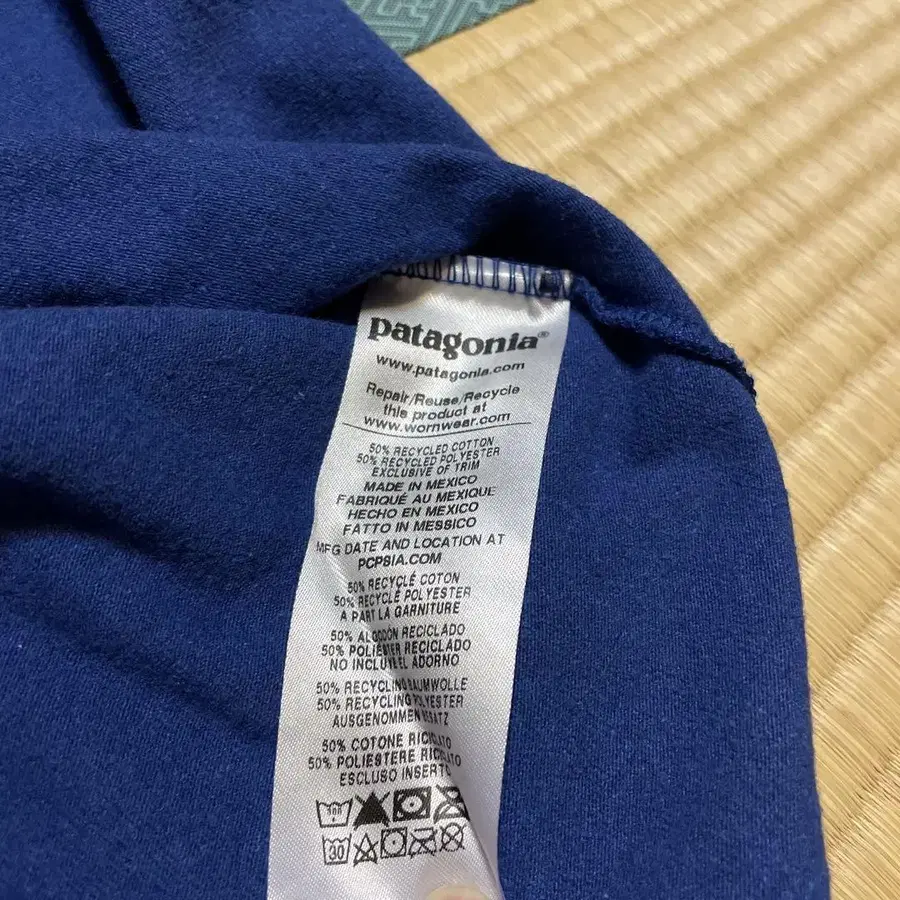 patagonia®
www.patagonia.com
Repair/Reuse/Recycle
this product at
www.wornwear.com
50% RECYCLED COTTON
50% RECYCLED POLYESTER
EXCLUSIVE OF TRIM
MADE IN MEXICO
FABRIQUÉ AU MEXIQUE
HECHO EN MEXICO
FATTO IN MESSICO
MFG DATE AND LOCATION AT
PCPSIA.COM
50% RECYCLÉ COTON
50% RECYCLÉ POLYESTER
A PART LA GARNITURE
50% ALGODON RECICLADO
50% POLIÉSTER RECICLADO
NO INCLUYE EL ADORNO
50% RECYCLING BAUMWOLLE
50% RECYCLING POLYESTER
AUSGENOMMEN BESATZ
50% COTONE RICICLATO
50% POLIESTERE RICICLATO
ESCLUSO INSERTO
30